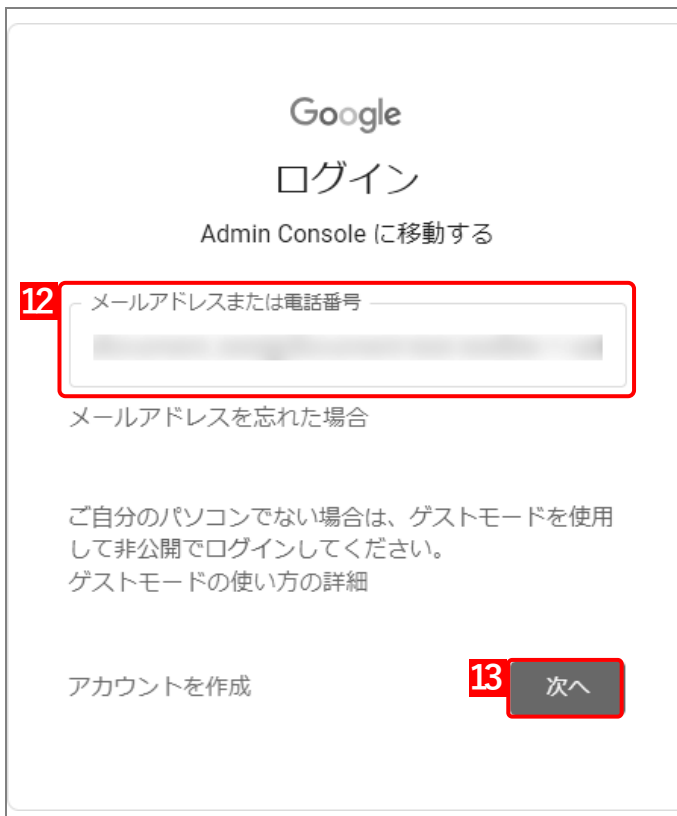 Google
ログイン
Admin Console に移動する
12
メールアドレスまたは電話番号
メールアドレスを忘れた場合
ご自分のパソコンでない場合は、ゲストモードを使用
して非公開でログインしてください。
ゲストモードの使い方の詳細
アカウントを作成
13
次へ